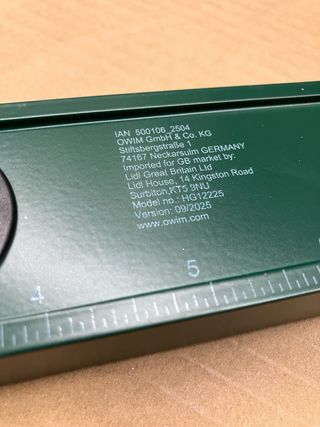 IAN 500106_2504
OWIM GmbH & Co. KG
Stiftsbergstraße 1
74167 Neckarsulm GERMANY
Imported for GB market by:
Lidl Great Britain Ltd
Lidl House, 14 Kingston Road
Surbiton,KT5 9NU
Model no.: HG12225
Version: 09/2025
www.owim.com
4 5